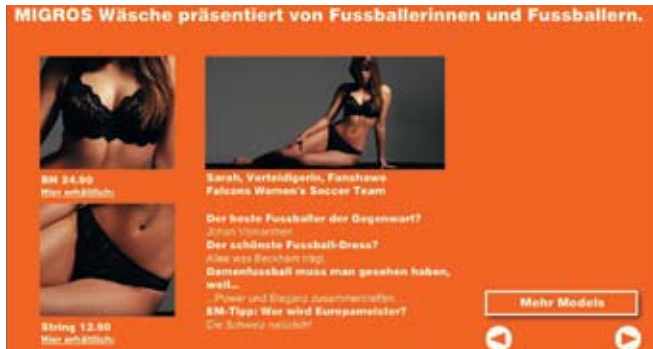 MIGROS Wäsche präsentiert von Fussballerinnen und Fussballern.
BH 24.90
Hier erhältlich:
String 12.90
Hier erhältlich:
Sarah, Verteidigerin, Fanshawe
Falcons Women's Soccer Team
Der beste Fussballer der Gegenwart?
Johan
Der schönste Fussball-Dress?
Alles was Beckham trägt.
Damenfussball muss man gesehen haben,
weil...
...Power und Eleganz zusammentreffen.
EM-Tipp: Wer wird Europameister?
Die Schweiz natürlich!
Mehr Models